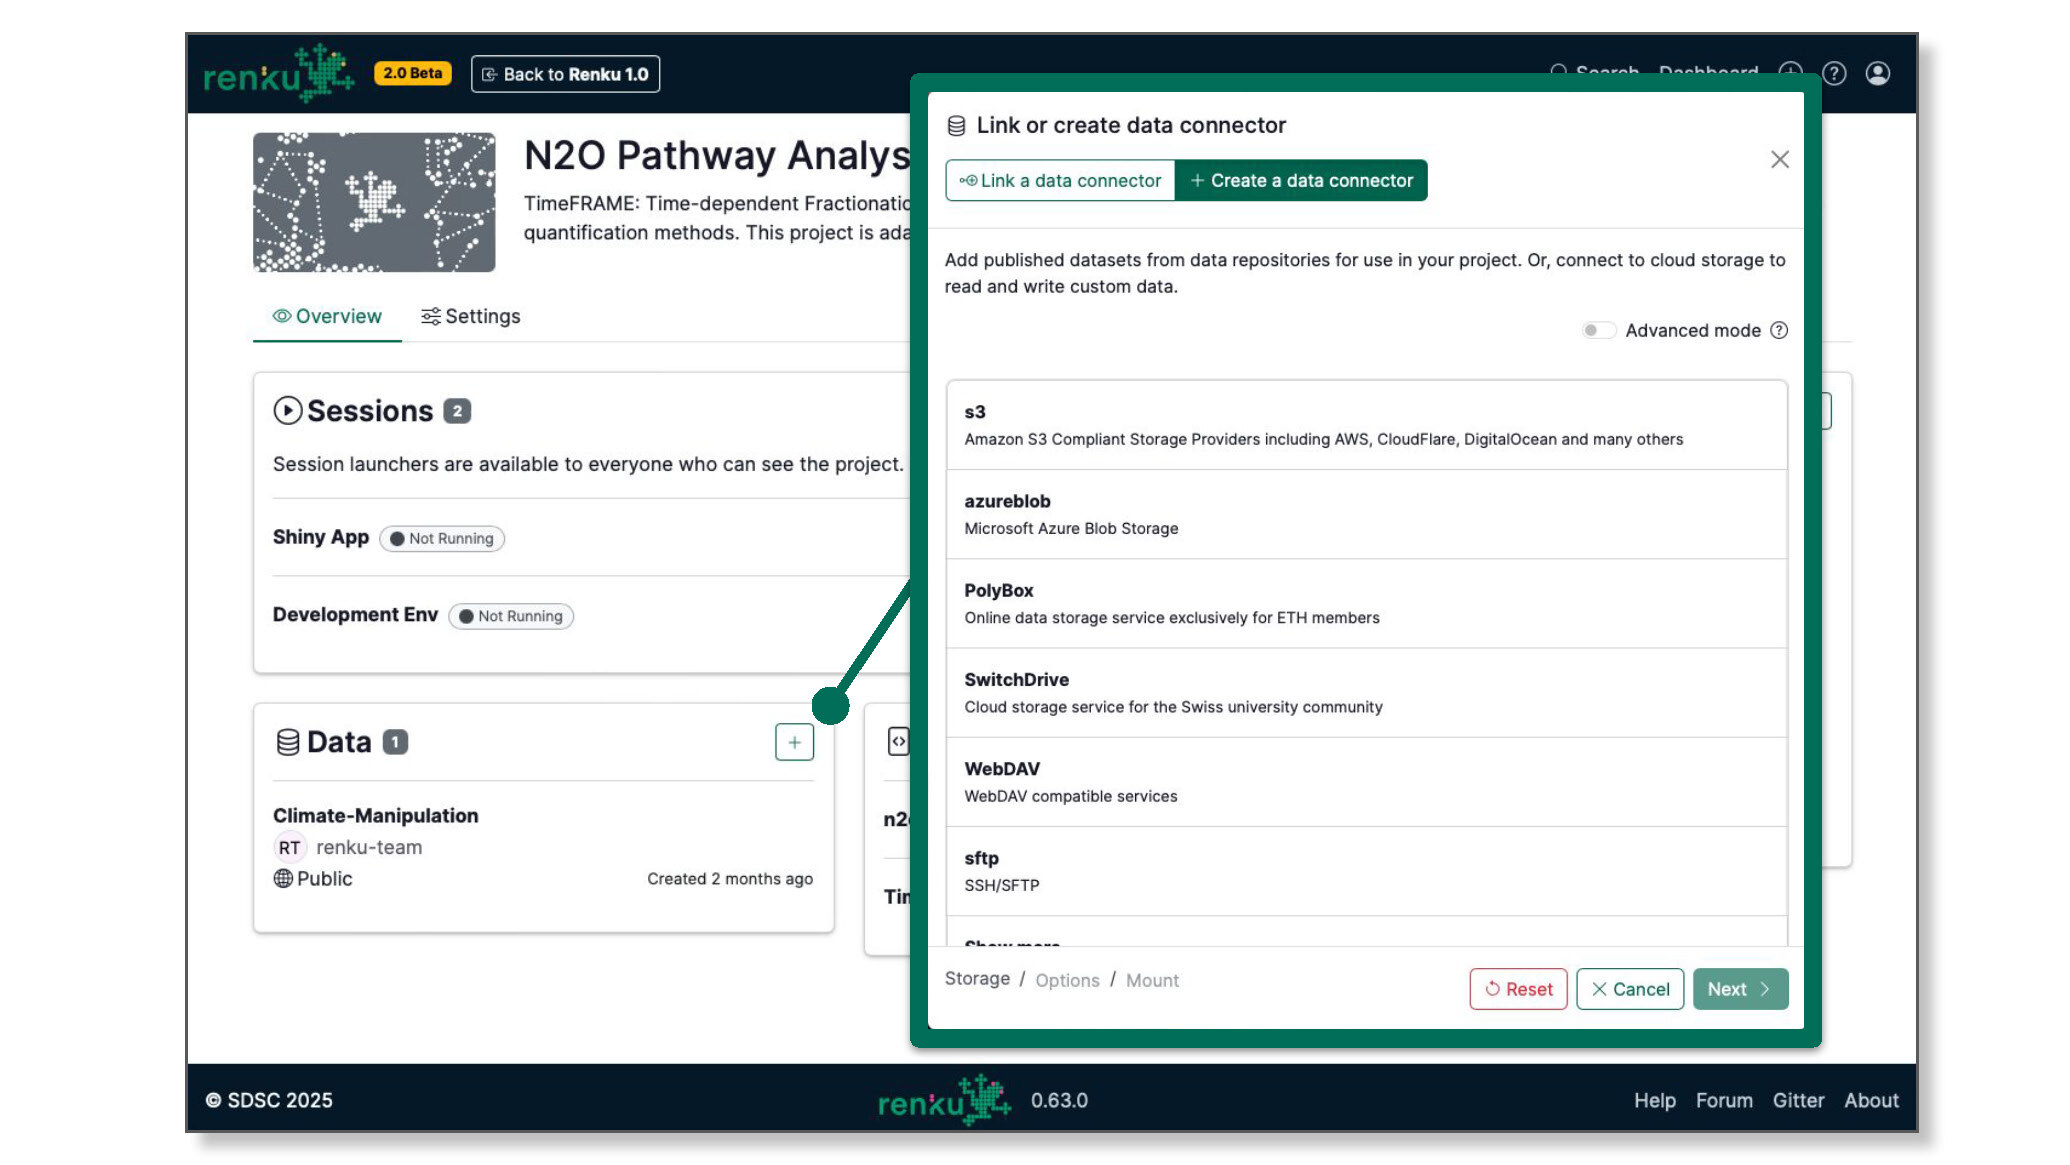 renku
2.0 Beta
Back to Renku 1.0
Search Dashboard
N2O Pathway Analys
TimeFRAME: Time-dependent
quantification methods. This project is
Overview
Settings
Sessions 2
Session launchers are available to everyone who can see the project.
Shiny App Not Running
Development Env Not Running
Data 1
Climate-Manipulation
RT renku-team
Public
Created 2 months ago
Link or create data connector
Link a data connector
+ Create a data connector
Add published datasets from data repositories for use in your project. Or, connect to cloud storage to
read and write custom data.
Advanced mode
s3
Amazon S3 Compliant Storage Providers including AWS, CloudFlare, DigitalOcean and many others
azureblob
Microsoft Azure Blob Storage
PolyBox
Online data storage service exclusively for ETH members
SwitchDrive
Cloud storage service for the Swiss university community
WebDAV
WebDAV compatible services
sftp
SSH/SFTP
Show more
Storage / Options / Mount
Reset
Cancel
Next
© SDSC 2025
renku 0.63.0
Help Forum Gitter About